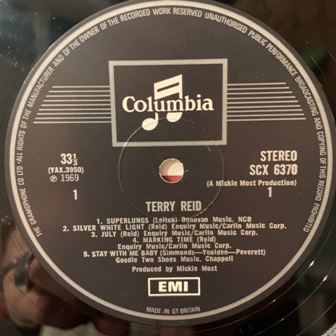 THE GRAMOPHONE CO LTD · ALL RIGHTS OF THE MANUFACTURER AND OF THE OWNER OF THE RECORDED WORK RESERVED UNAUTHORISED PUBLIC PERFORMANCE BROADCASTING AND COPYING OF THIS RECORD PROHIBITED
Columbia
33⅓
(YAX.3950)
℗ 1969
1
STEREO
SCX 6370
(A Mickie Most Production)
1
TERRY REID
1. SUPERLUNGS (Leitch) Donovan Music. NCB
2. SILVER WHITE LIGHT (Reid) Enquiry Music/Carlin Music Corp.
3. JULY (Reid) Enquiry Music/Carlin Music Corp.
4. MARKING TIME (Reid)
Enquiry Music/Carlin Music Corp.
5. STAY WITH ME BABY (Simmonds—Youlden—Peverett)
Goodie Two Shoes Music. Chappell
Produced by Mickie Most
EMI
MADE IN GT BRITAIN